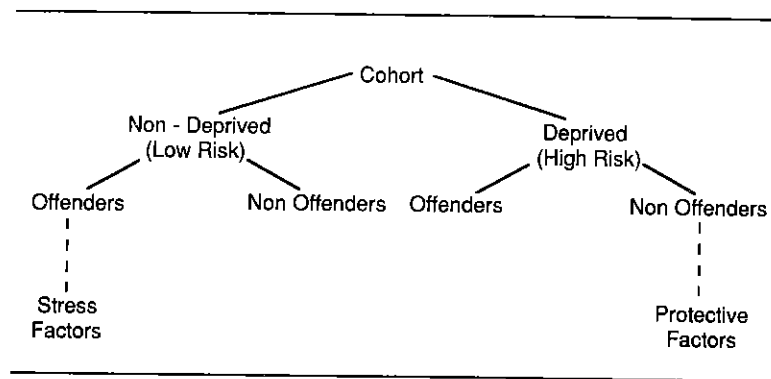 Cohort
Non - Deprived
(Low Risk)
Deprived
(High Risk)
Offenders
Non Offenders
Offenders
Non Offenders
Stress
Factors
Protective
Factors